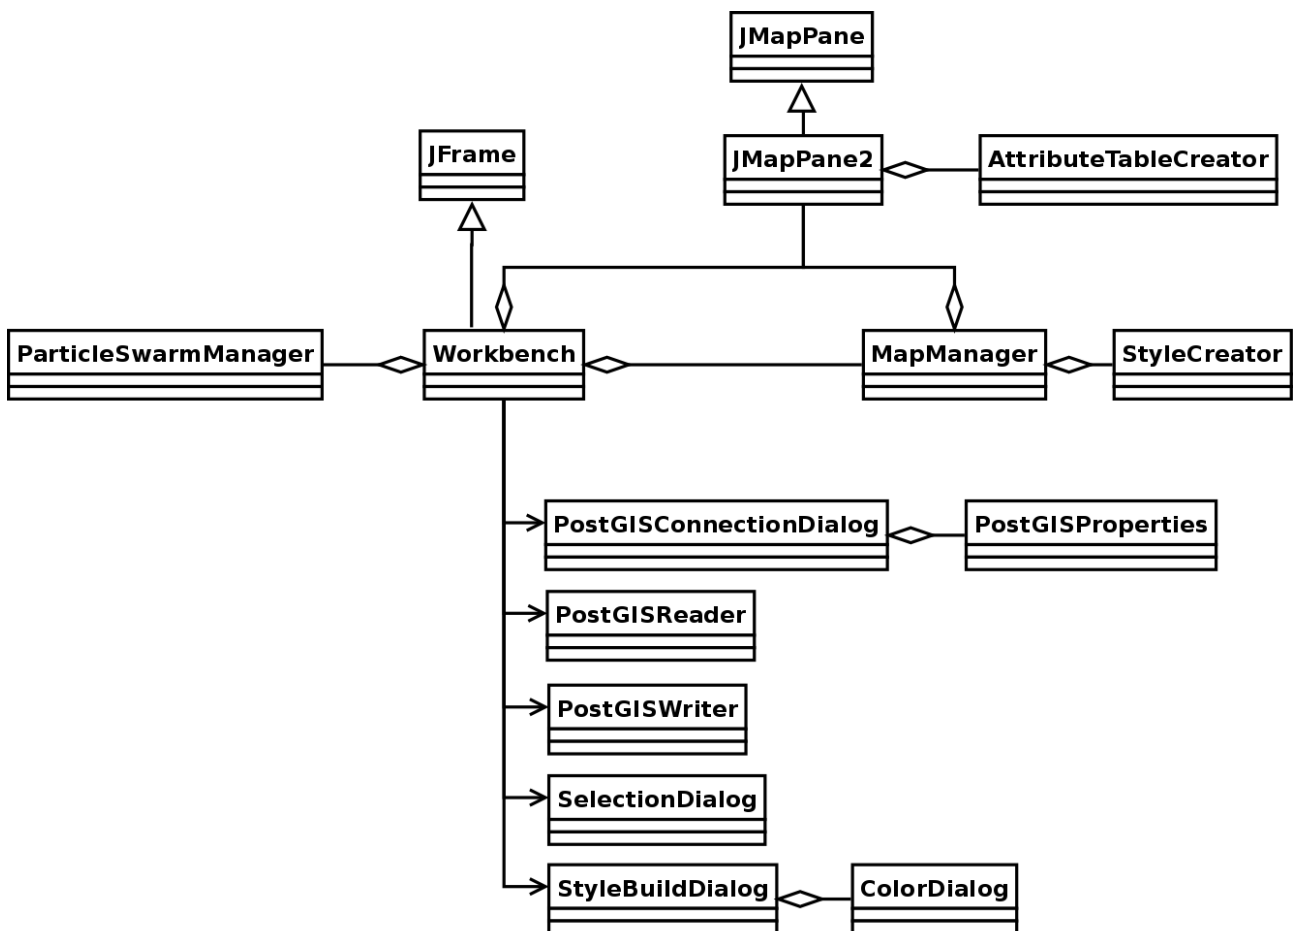 JMapPane
JFrame
JMapPane2
AttributeTableCreator
ParticleSwarmManager
Workbench
MapManager
StyleCreator
PostGISConnectionDialog
PostGISProperties
PostGISReader
PostGISWriter
SelectionDialog
StyleBuildDialog
ColorDialog